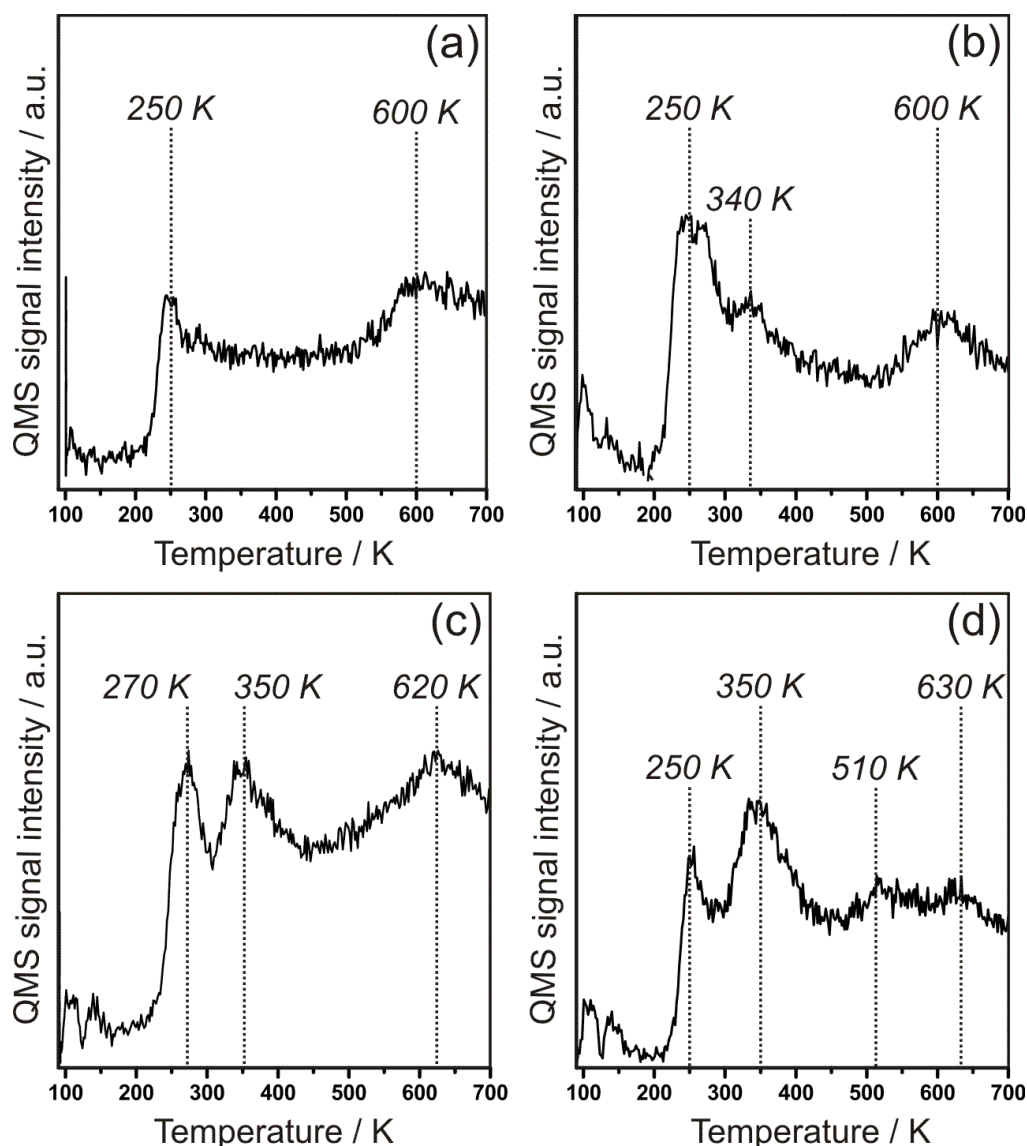 (a)
250 K
600 K
QMS signal intensity / a.u.
100 200 300 400 500 600 700
Temperature / K
(b)
250 K
600 K
340 K
QMS signal intensity / a.u.
100 200 300 400 500 600 700
Temperature / K
(c)
270 K 350 K 620 K
QMS signal intensity / a.u.
100 200 300 400 500 600 700
Temperature / K
(d)
350 K 630 K
250 K 510 K
QMS signal intensity / a.u.
100 200 300 400 500 600 700
Temperature / K